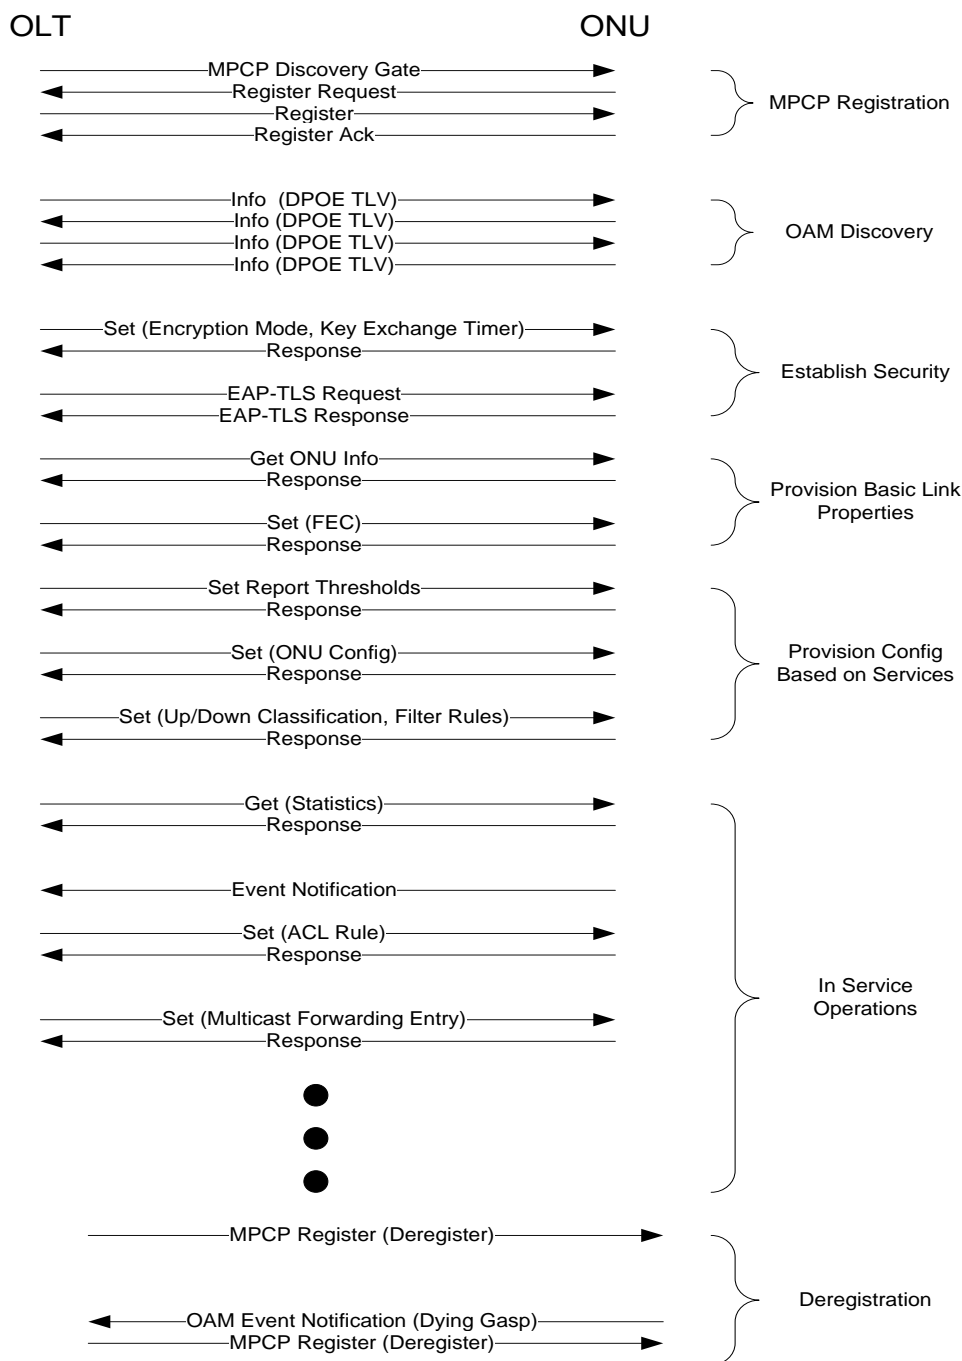 OLT
ONU
MPCP Discovery Gate
Register Request
Register
Register Ack
MPCP Registration
Info (DPOE TLV)
Info (DPOE TLV)
Info (DPOE TLV)
Info (DPOE TLV)
OAM Discovery
Set (Encryption Mode, Key Exchange Timer)
Response
EAP-TLS Request
EAP-TLS Response
Establish Security
Get ONU Info
Response
Set (FEC)
Response
Provision Basic Link
Properties
Set Report Thresholds
Response
Set (ONU Config)
Response
Set (Up/Down Classification, Filter Rules)
Response
Provision Config
Based on Services
Get (Statistics)
Response
Event Notification
Set (ACL Rule)
Response
Set (Multicast Forwarding Entry)
Response
In Service
Operations
MPCP Register (Deregister)
OAM Event Notification (Dying Gasp)
MPCP Register (Deregister)
Deregistration